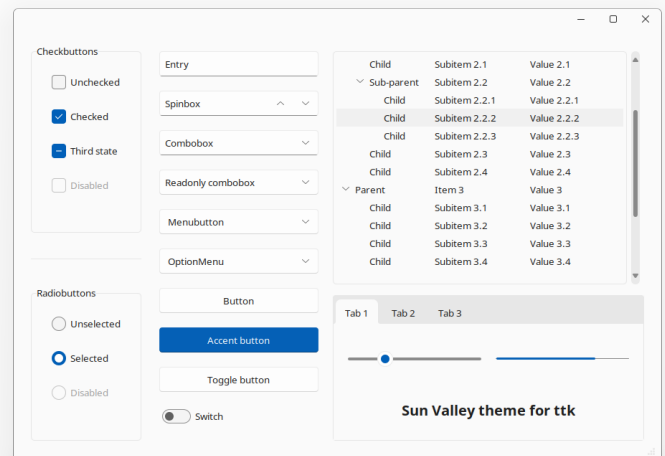 Checkbuttons
Unchecked
Checked
Third state
Disabled
Radiobuttons
Unselected
Selected
Disabled
Entry
Spinbox
Combobox
Readonly combobox
Menubutton
OptionMenu
Button
Accent button
Toggle button
Switch
Child Subitem 2.1 Value 2.1
Sub-parent Subitem 2.2 Value 2.2
Child Subitem 2.2.1 Value 2.2.1
Child Subitem 2.2.2 Value 2.2.2
Child Subitem 2.2.3 Value 2.2.3
Child Subitem 2.3 Value 2.3
Child Subitem 2.4 Value 2.4
Parent Item 3 Value 3
Child Subitem 3.1 Value 3.1
Child Subitem 3.2 Value 3.2
Child Subitem 3.3 Value 3.3
Child Subitem 3.4 Value 3.4
Tab 1 Tab 2 Tab 3
Sun Valley theme for ttk